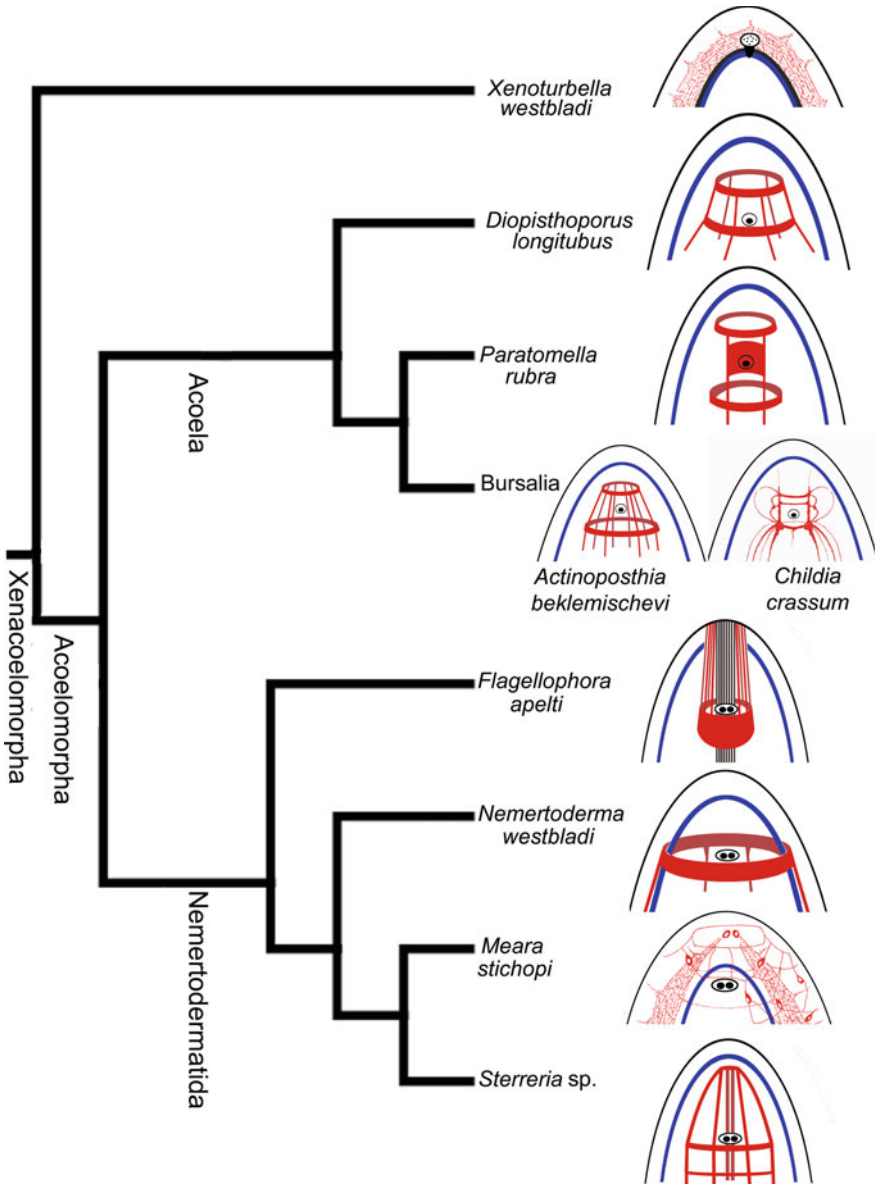 Xenoturbella
westbladi
Diopisthoporus
longitubus
Paratomella
rubra
Acoela
Bursalia
Actinoposthia
beklemischevi
Childia
crassum
Xenacoelomorpha
Acoelomorpha
Flagellophora
apelti
Nemertoderma
westbladi
Nemertodermatida
Meara
stichopi
Sterreria sp.